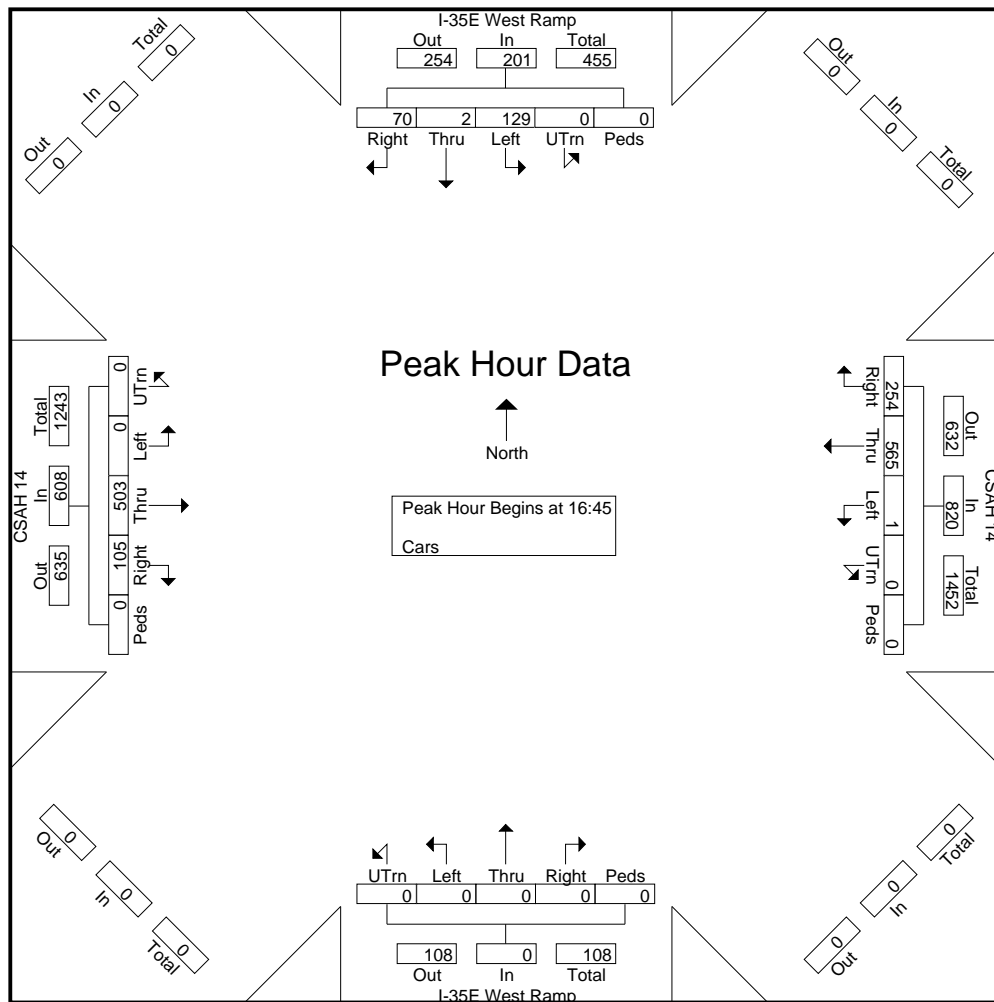 I-35E West Ramp
Out In Total
254 201 455
70 2 129 0 0
Right Thru Left UTrn Peds
Total
0
In
0
Out
0
Out
0
In
0
Total
0
Peak Hour Data
North
Peak Hour Begins at 16:45
Cars
CSAH 14
Out In Total
635 608 1243
0 105 503 0 0
Peds Right Thru Left UTrn
CSAH 14
Out In Total
632 820 1452
254 565 1 0 0
Right Thru Left UTrn Peds
Out
0
In
0
Total
0
Total
0
In
0
Out
0
UTrn Left Thru Right Peds
0 0 0 0 0
108 0 108
Out In Total
I-35E West Ramp